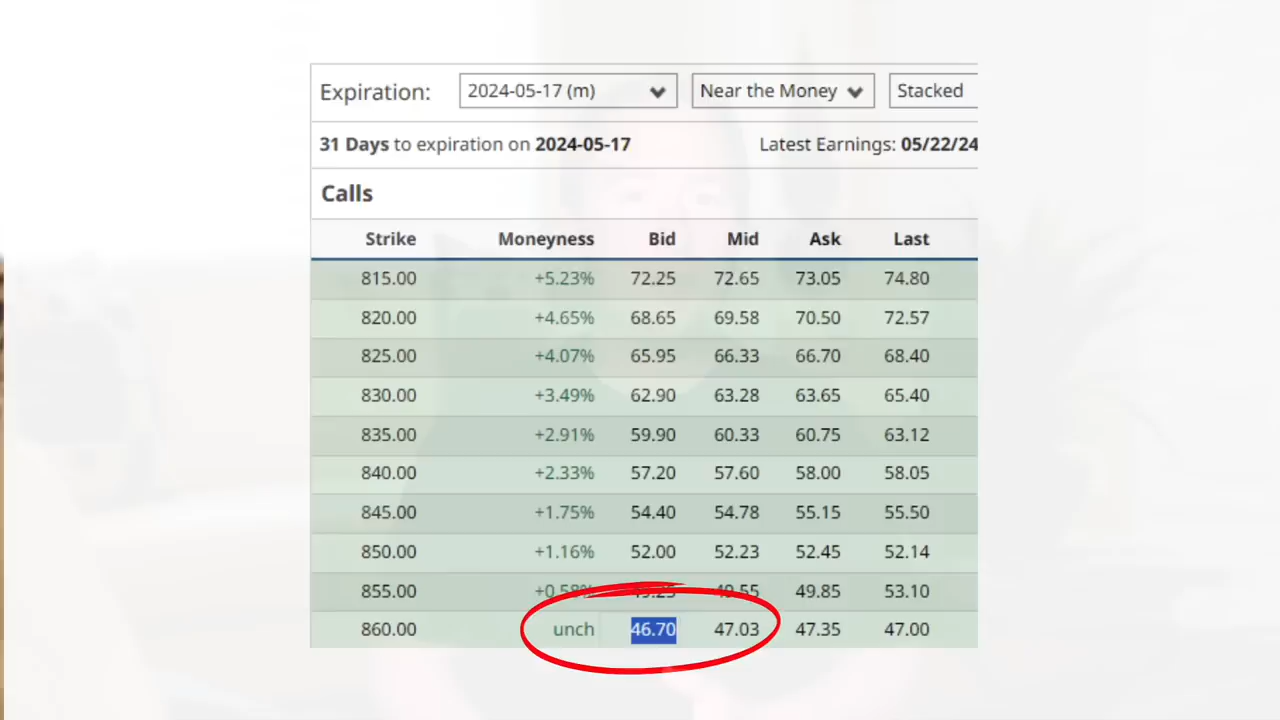 Expiration: 2024-05-17 (m) Near the Money Stacked
31 Days to expiration on 2024-05-17 Latest Earnings: 05/22/24
Calls
Strike Moneyness Bid Mid Ask Last
815.00 +5.23% 72.25 72.65 73.05 74.80
820.00 +4.65% 68.65 69.58 70.50 72.57
825.00 +4.07% 65.95 66.33 66.70 68.40
830.00 +3.49% 62.90 63.28 63.65 65.40
835.00 +2.91% 59.90 60.33 60.75 63.12
840.00 +2.33% 57.20 57.60 58.00 58.05
845.00 +1.75% 54.40 54.78 55.15 55.50
850.00 +1.16% 52.00 52.23 52.45 52.14
855.00 +0.58% 49.25 49.55 49.85 53.10
860.00 unch 46.70 47.03 47.35 47.00